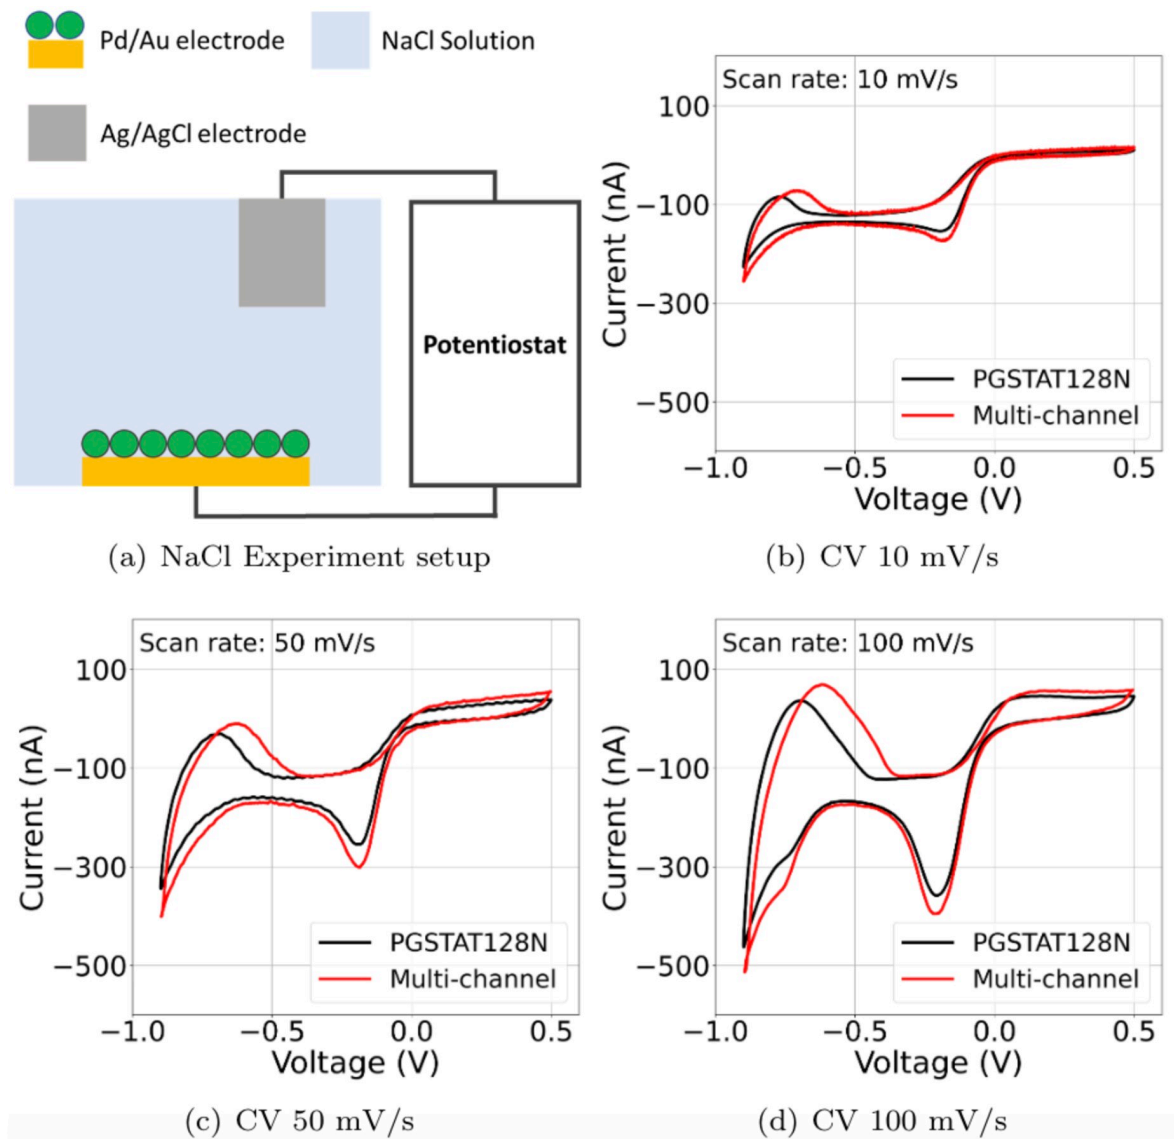 Pd/Au electrode
NaCl Solution
Ag/AgCl electrode
Potentiostat
(a) NaCl Experiment setup
Scan rate: 10 mV/s
100
−100
−300
−500
Current (nA)
PGSTAT128N
Multi-channel
−1.0 −0.5 0.0 0.5
Voltage (V)
(b) CV 10 mV/s
Scan rate: 50 mV/s
100
−100
−300
−500
Current (nA)
PGSTAT128N
Multi-channel
−1.0 −0.5 0.0 0.5
Voltage (V)
(c) CV 50 mV/s
Scan rate: 100 mV/s
100
−100
−300
−500
Current (nA)
PGSTAT128N
Multi-channel
−1.0 −0.5 0.0 0.5
Voltage (V)
(d) CV 100 mV/s